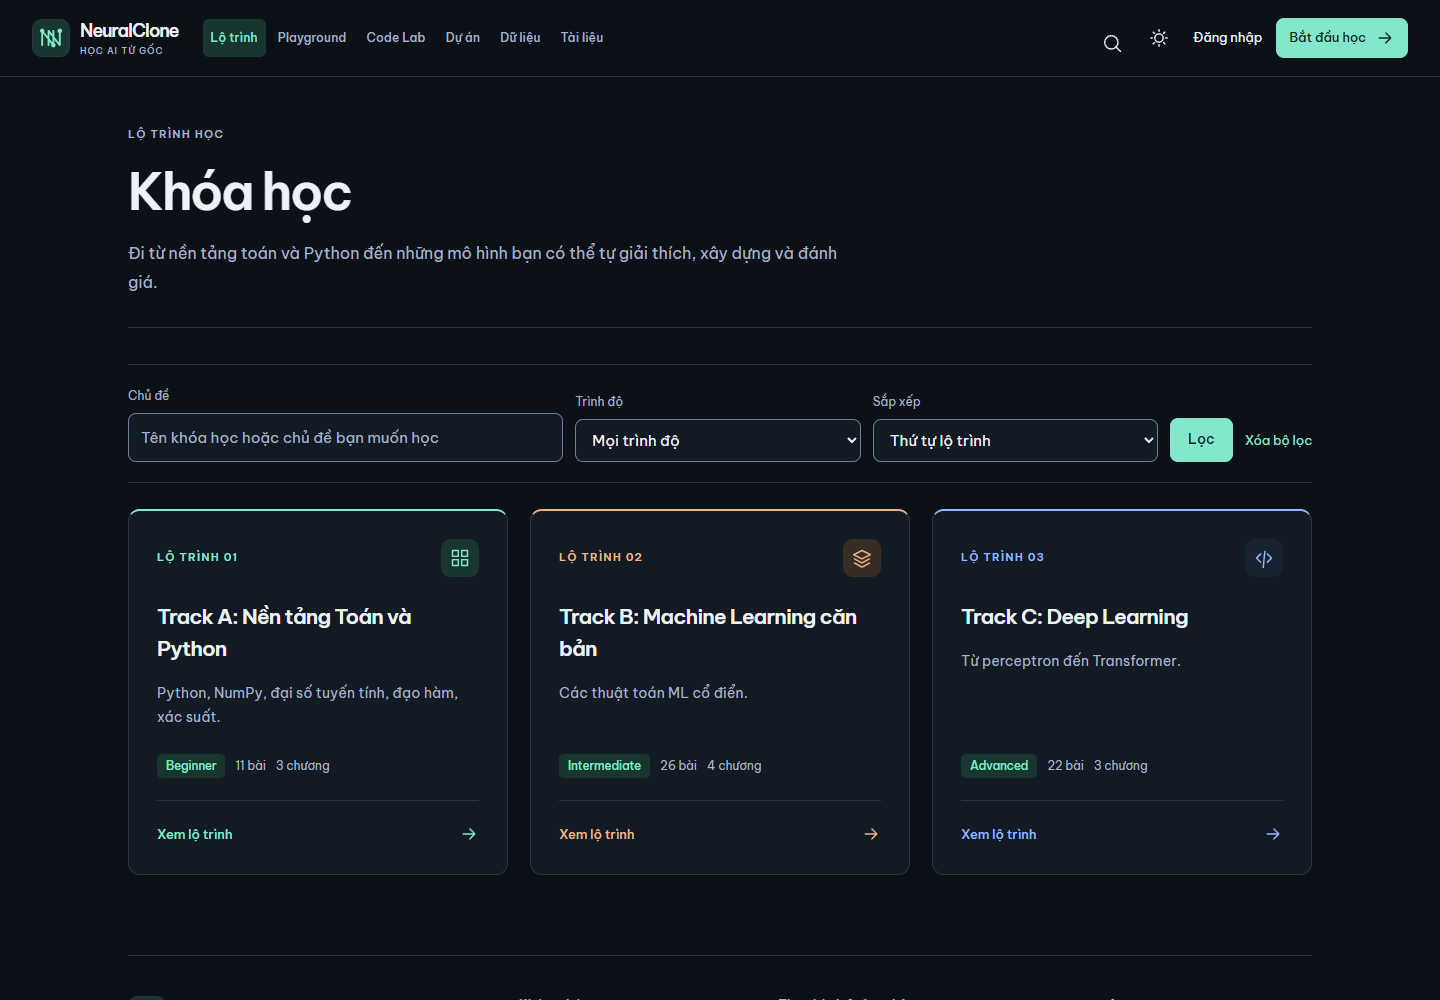 NeuralClone
HỌC AI TỪ GỐC
Lộ trình
Playground
Code Lab
Dự án
Dữ liệu
Tài liệu
Đăng nhập
Bắt đầu học
LỘ TRÌNH HỌC
Khóa học
Đi từ nền tảng toán và Python đến những mô hình bạn có thể tự giải thích, xây dựng và đánh
giá.
Chủ đề
Tên khóa học hoặc chủ đề bạn muốn học
Trình độ
Mọi trình độ
Sắp xếp
Thứ tự lộ trình
Lọc
Xóa bộ lọc
LỘ TRÌNH 01
Track A: Nền tảng Toán và
Python
Python, NumPy, đại số tuyến tính, đạo hàm,
xác suất.
Beginner
11 bài
3 chương
Xem lộ trình
LỘ TRÌNH 02
Track B: Machine Learning căn
bản
Các thuật toán ML cổ điển.
Intermediate
26 bài
4 chương
Xem lộ trình
LỘ TRÌNH 03
Track C: Deep Learning
Từ perceptron đến Transformer.
Advanced
22 bài
3 chương
Xem lộ trình